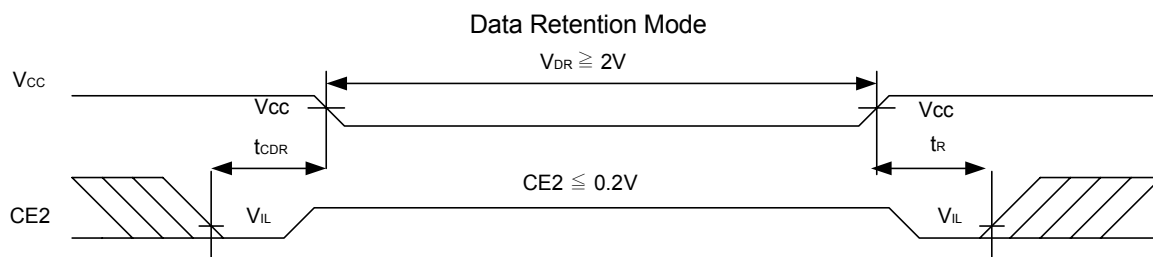 Data Retention Mode
VDR ≧ 2V
VCC
Vcc
Vcc
tCDR
tR
CE2 ≦ 0.2V
CE2
VIL
VIL